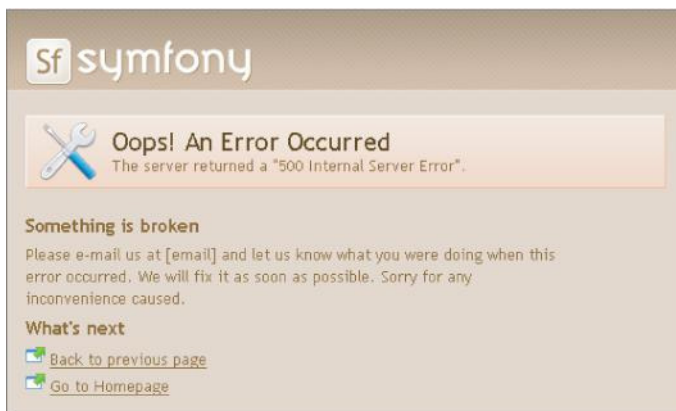 Sf symfony
Oops! An Error Occurred
The server returned a "500 Internal Server Error".
Something is broken
Please e-mail us at [email] and let us know what you were doing when this
error occurred. We will fix it as soon as possible. Sorry for any
inconvenience caused.
What's next
Back to previous page
Go to Homepage